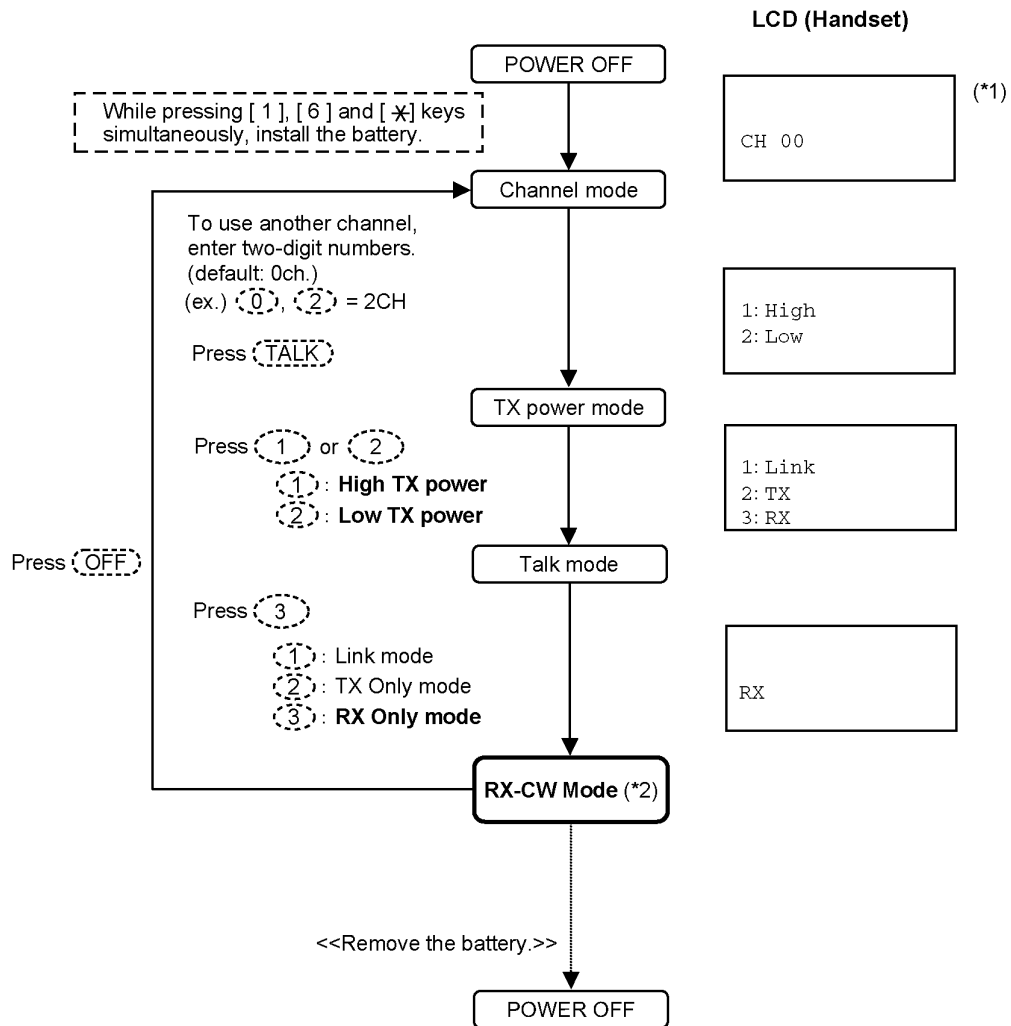 LCD (Handset)
POWER OFF
(*1)
While pressing [ 1 ], [ 6 ] and [ * ] keys
simultaneously, install the battery.
CH 00
Channel mode
To use another channel,
enter two-digit numbers.
(default: 0ch.)
(ex.) 0, 2 = 2CH
1: High
2: Low
Press TALK
TX power mode
Press 1 or 2
1 : High TX power
2 : Low TX power
1: Link
2: TX
3: RX
Press OFF
Talk mode
Press 3
1 : Link mode
2 : TX Only mode
3 : RX Only mode
RX
RX-CW Mode (*2)
<<Remove the battery.>>
POWER OFF